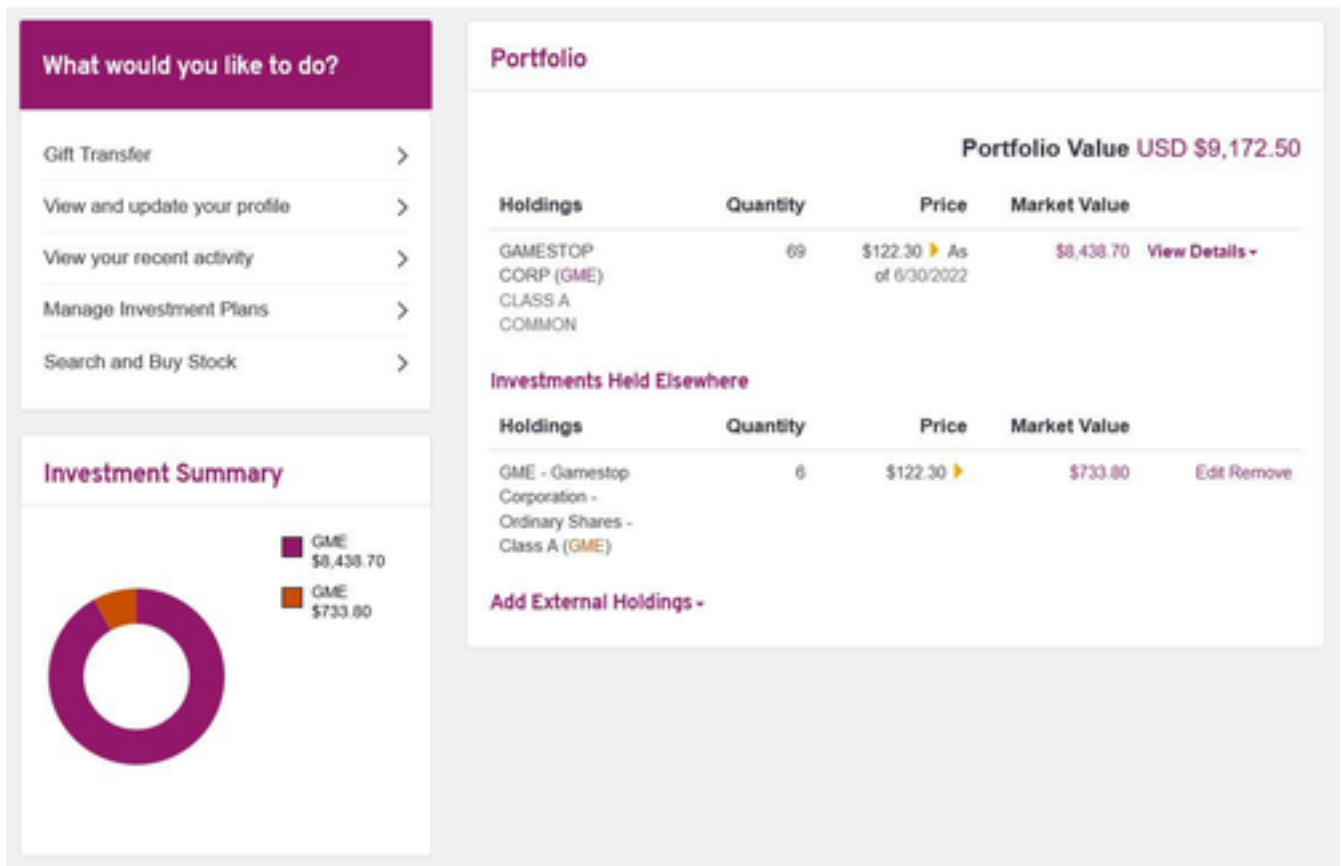 What would you like to do?
Gift Transfer
View and update your profile
View your recent activity
Manage Investment Plans
Search and Buy Stock
Investment Summary
GME
$8,438.70
GME
$733.80
Portfolio
Portfolio Value USD $9,172.50
Holdings Quantity Price Market Value
GAMESTOP 69 $122.30 As $8,438.70 View Details
CORP (GME) of 6/30/2022
CLASS A
COMMON
Investments Held Elsewhere
Holdings Quantity Price Market Value
GME - Gamestop 6 $122.30 $733.80 Edit Remove
Corporation -
Ordinary Shares -
Class A (GME)
Add External Holdings